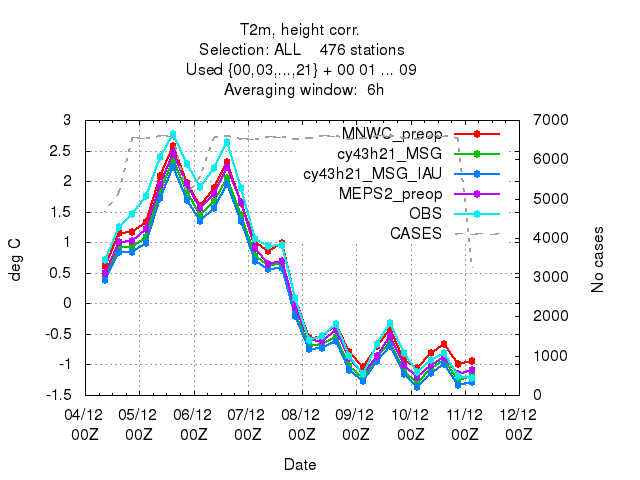 T2m, height corr.
Selection: ALL    476 stations
Used {00,03,...,21} + 00 01 ... 09
Averaging window:  6h
3
2.5
2
1.5
1
0.5
0
-0.5
-1
-1.5
deg C
7000
6000
5000
4000
3000
2000
1000
0
No cases
MNWC_preop
cy43h21_MSG
cy43h21_MSG_IAU
MEPS2_preop
OBS
CASES
04/12 05/12 06/12 07/12 08/12 09/12 10/12 11/12 12/12
00Z 00Z 00Z 00Z 00Z 00Z 00Z 00Z 00Z
Date